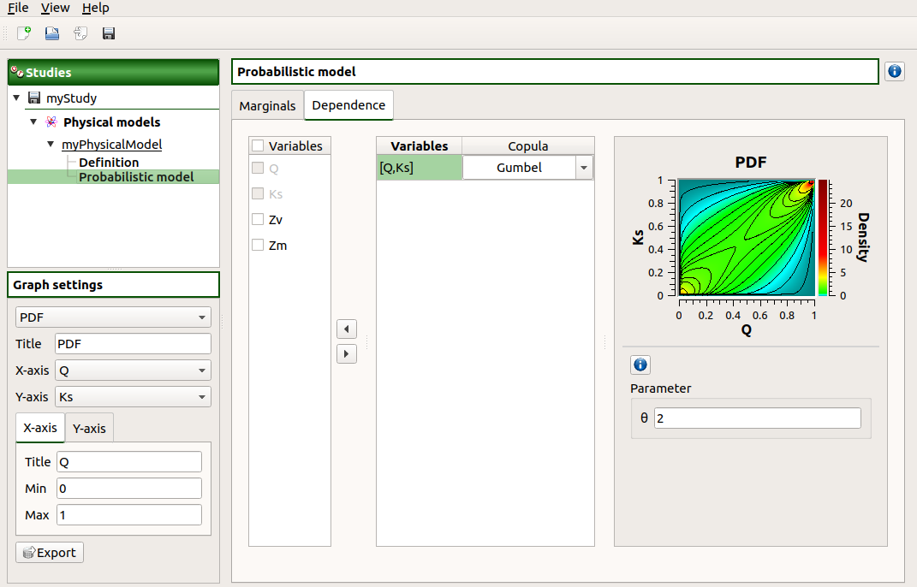 File View Help
Studies
myStudy
Physical models
myPhysicalModel
Definition
Probabilistic model
Graph settings
PDF
Title PDF
X-axis Q
Y-axis Ks
X-axis Y-axis
Title Q
Min 0
Max 1
Export
Probabilistic model
Marginals Dependence
Variables
Q
Ks
Zv
Zm
Variables Copula
[Q,Ks] Gumbel
PDF
1
0.8
0.6
0.4
0.2
0
Ks
0 0.2 0.4 0.6 0.8 1
Q
20
15
10
5
0
Density
Parameter
θ 2